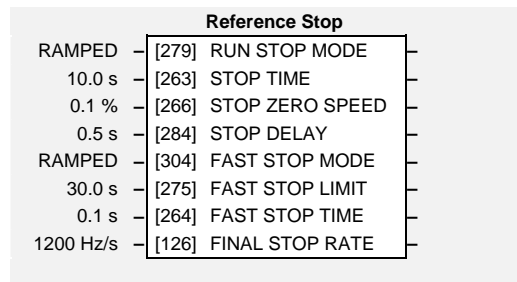 Reference Stop
RAMPED – [279] RUN STOP MODE –
10.0 s – [263] STOP TIME –
0.1 % – [266] STOP ZERO SPEED –
0.5 s – [284] STOP DELAY –
RAMPED – [304] FAST STOP MODE –
30.0 s – [275] FAST STOP LIMIT –
0.1 s – [264] FAST STOP TIME –
1200 Hz/s – [126] FINAL STOP RATE –